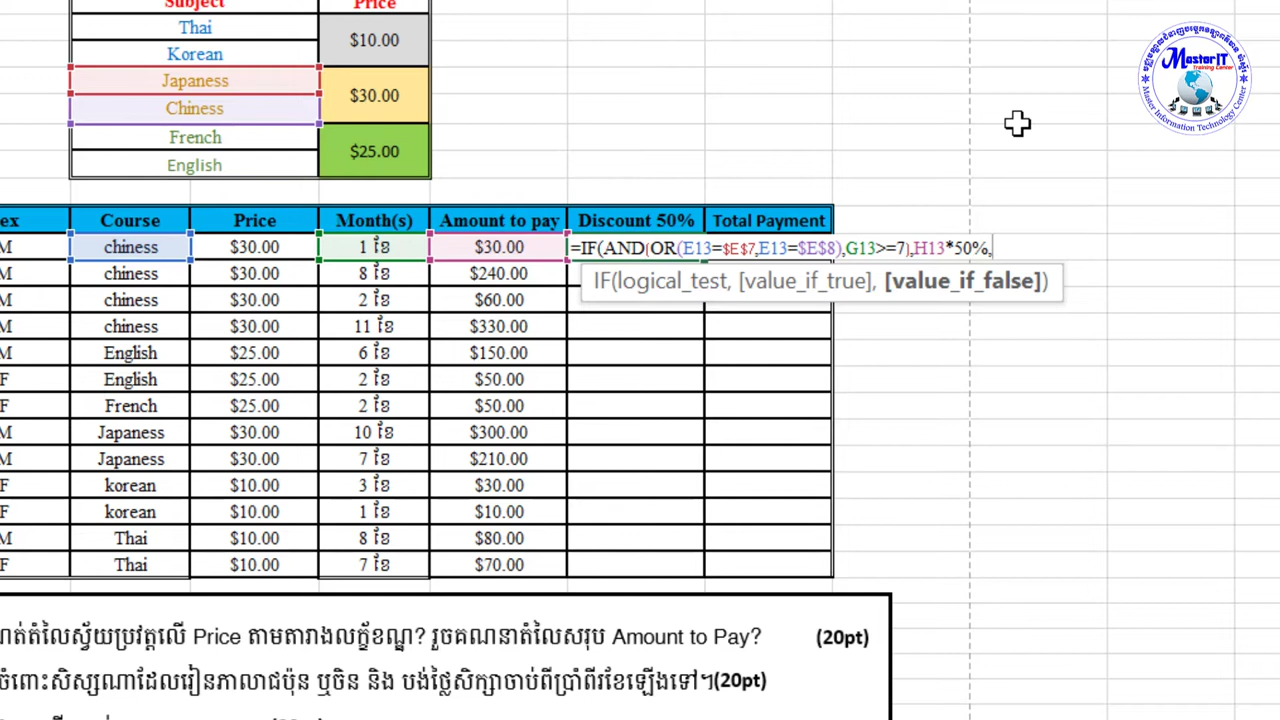 Subject Price
Thai
$10.00
Korean
Japaness
$30.00
Chiness
French
$25.00
English
MasterIT
Training Center
Master Information Technology Center
ex Course Price Month(s) Amount to pay Discount 50% Total Payment
M chiness $30.00 1 ខែ $30.00 =IF(AND(OR(E13=$E$7,E13=$E$8),G13>=7),H13*50%,
IF(logical_test, [value_if_true], [value_if_false])
M chiness $30.00 8 ខែ $240.00
M chiness $30.00 2 ខែ $60.00
M chiness $30.00 11 ខែ $330.00
M English $25.00 6 ខែ $150.00
F English $25.00 2 ខែ $50.00
F French $25.00 2 ខែ $50.00
M Japaness $30.00 10 ខែ $300.00
M Japaness $30.00 7 ខែ $210.00
F korean $10.00 3 ខែ $30.00
F korean $10.00 1 ខែ $10.00
M Thai $10.00 8 ខែ $80.00
F Thai $10.00 7 ខែ $70.00
ណត់តំលៃស្វ័យប្រវត្តលើ Price តាមតារាងលក្ខ័ខណ្ឌ? រួចគណនាតំលៃសរុប Amount to Pay? (20pt)
ចំពោះសិស្សណាដែលរៀនភាសាជប៉ុន ឬចិន និង បង់ថ្លៃសិក្សាចាប់ពីប្រាំពីរខែឡើងទៅ។(20pt)